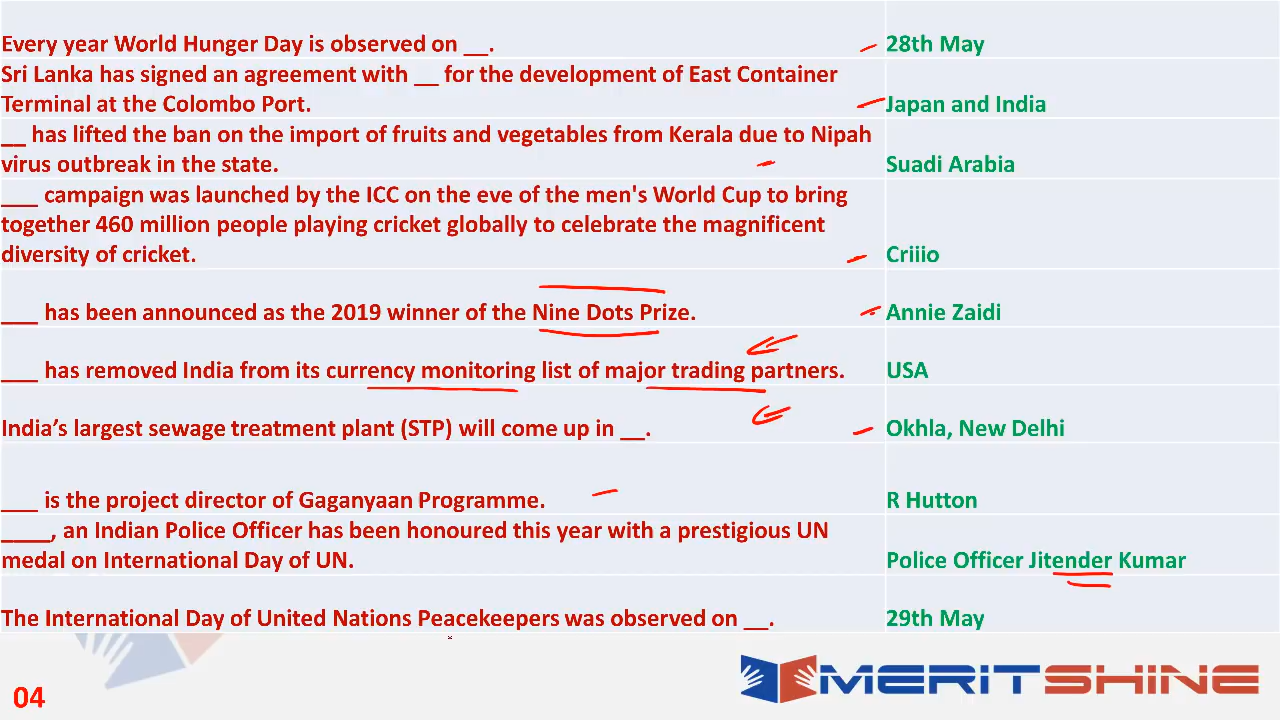 Every year World Hunger Day is observed on __.
28th May
Sri Lanka has signed an agreement with __ for the development of East Container
Terminal at the Colombo Port.
Japan and India
__ has lifted the ban on the import of fruits and vegetables from Kerala due to Nipah
virus outbreak in the state.
Suadi Arabia
___ campaign was launched by the ICC on the eve of the men's World Cup to bring
together 460 million people playing cricket globally to celebrate the magnificent
diversity of cricket.
Criiio
___ has been announced as the 2019 winner of the Nine Dots Prize.
Annie Zaidi
___ has removed India from its currency monitoring list of major trading partners.
USA
India’s largest sewage treatment plant (STP) will come up in __.
Okhla, New Delhi
___ is the project director of Gaganyaan Programme.
R Hutton
____, an Indian Police Officer has been honoured this year with a prestigious UN
medal on International Day of UN.
Police Officer Jitender Kumar
The International Day of United Nations Peacekeepers was observed on __.
29th May
04
MERITSHINE